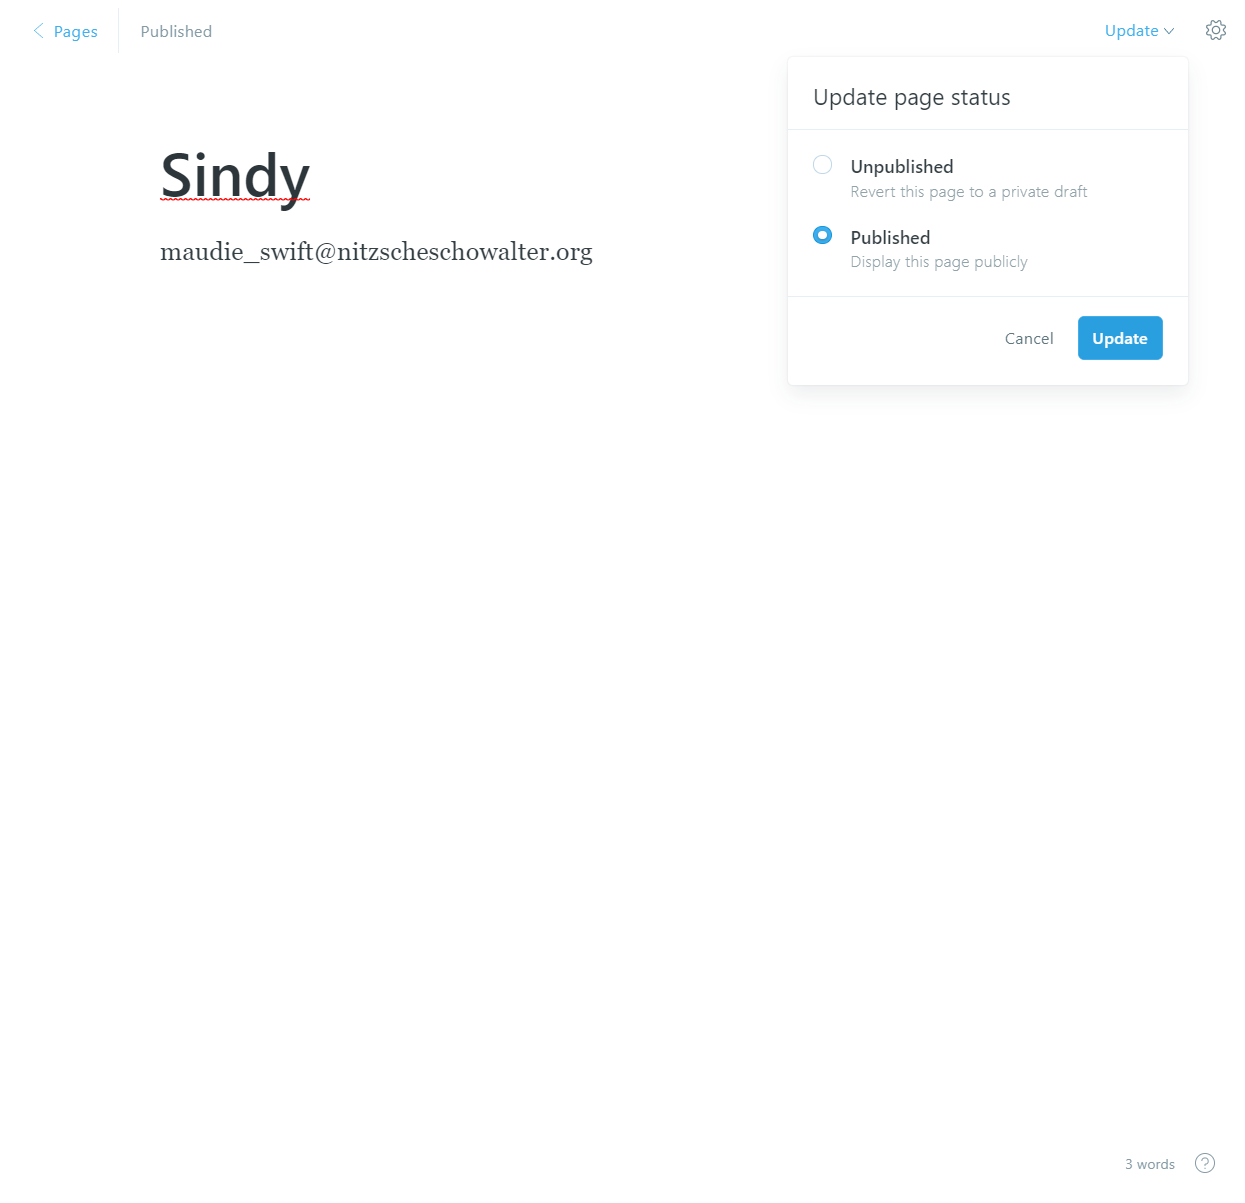 Pages
Published
Update
Update page status
Unpublished
Revert this page to a private draft
Published
Display this page publicly
Cancel
Update
Sindy
maudie_swift@nitzscheschowalter.org
3 words
?